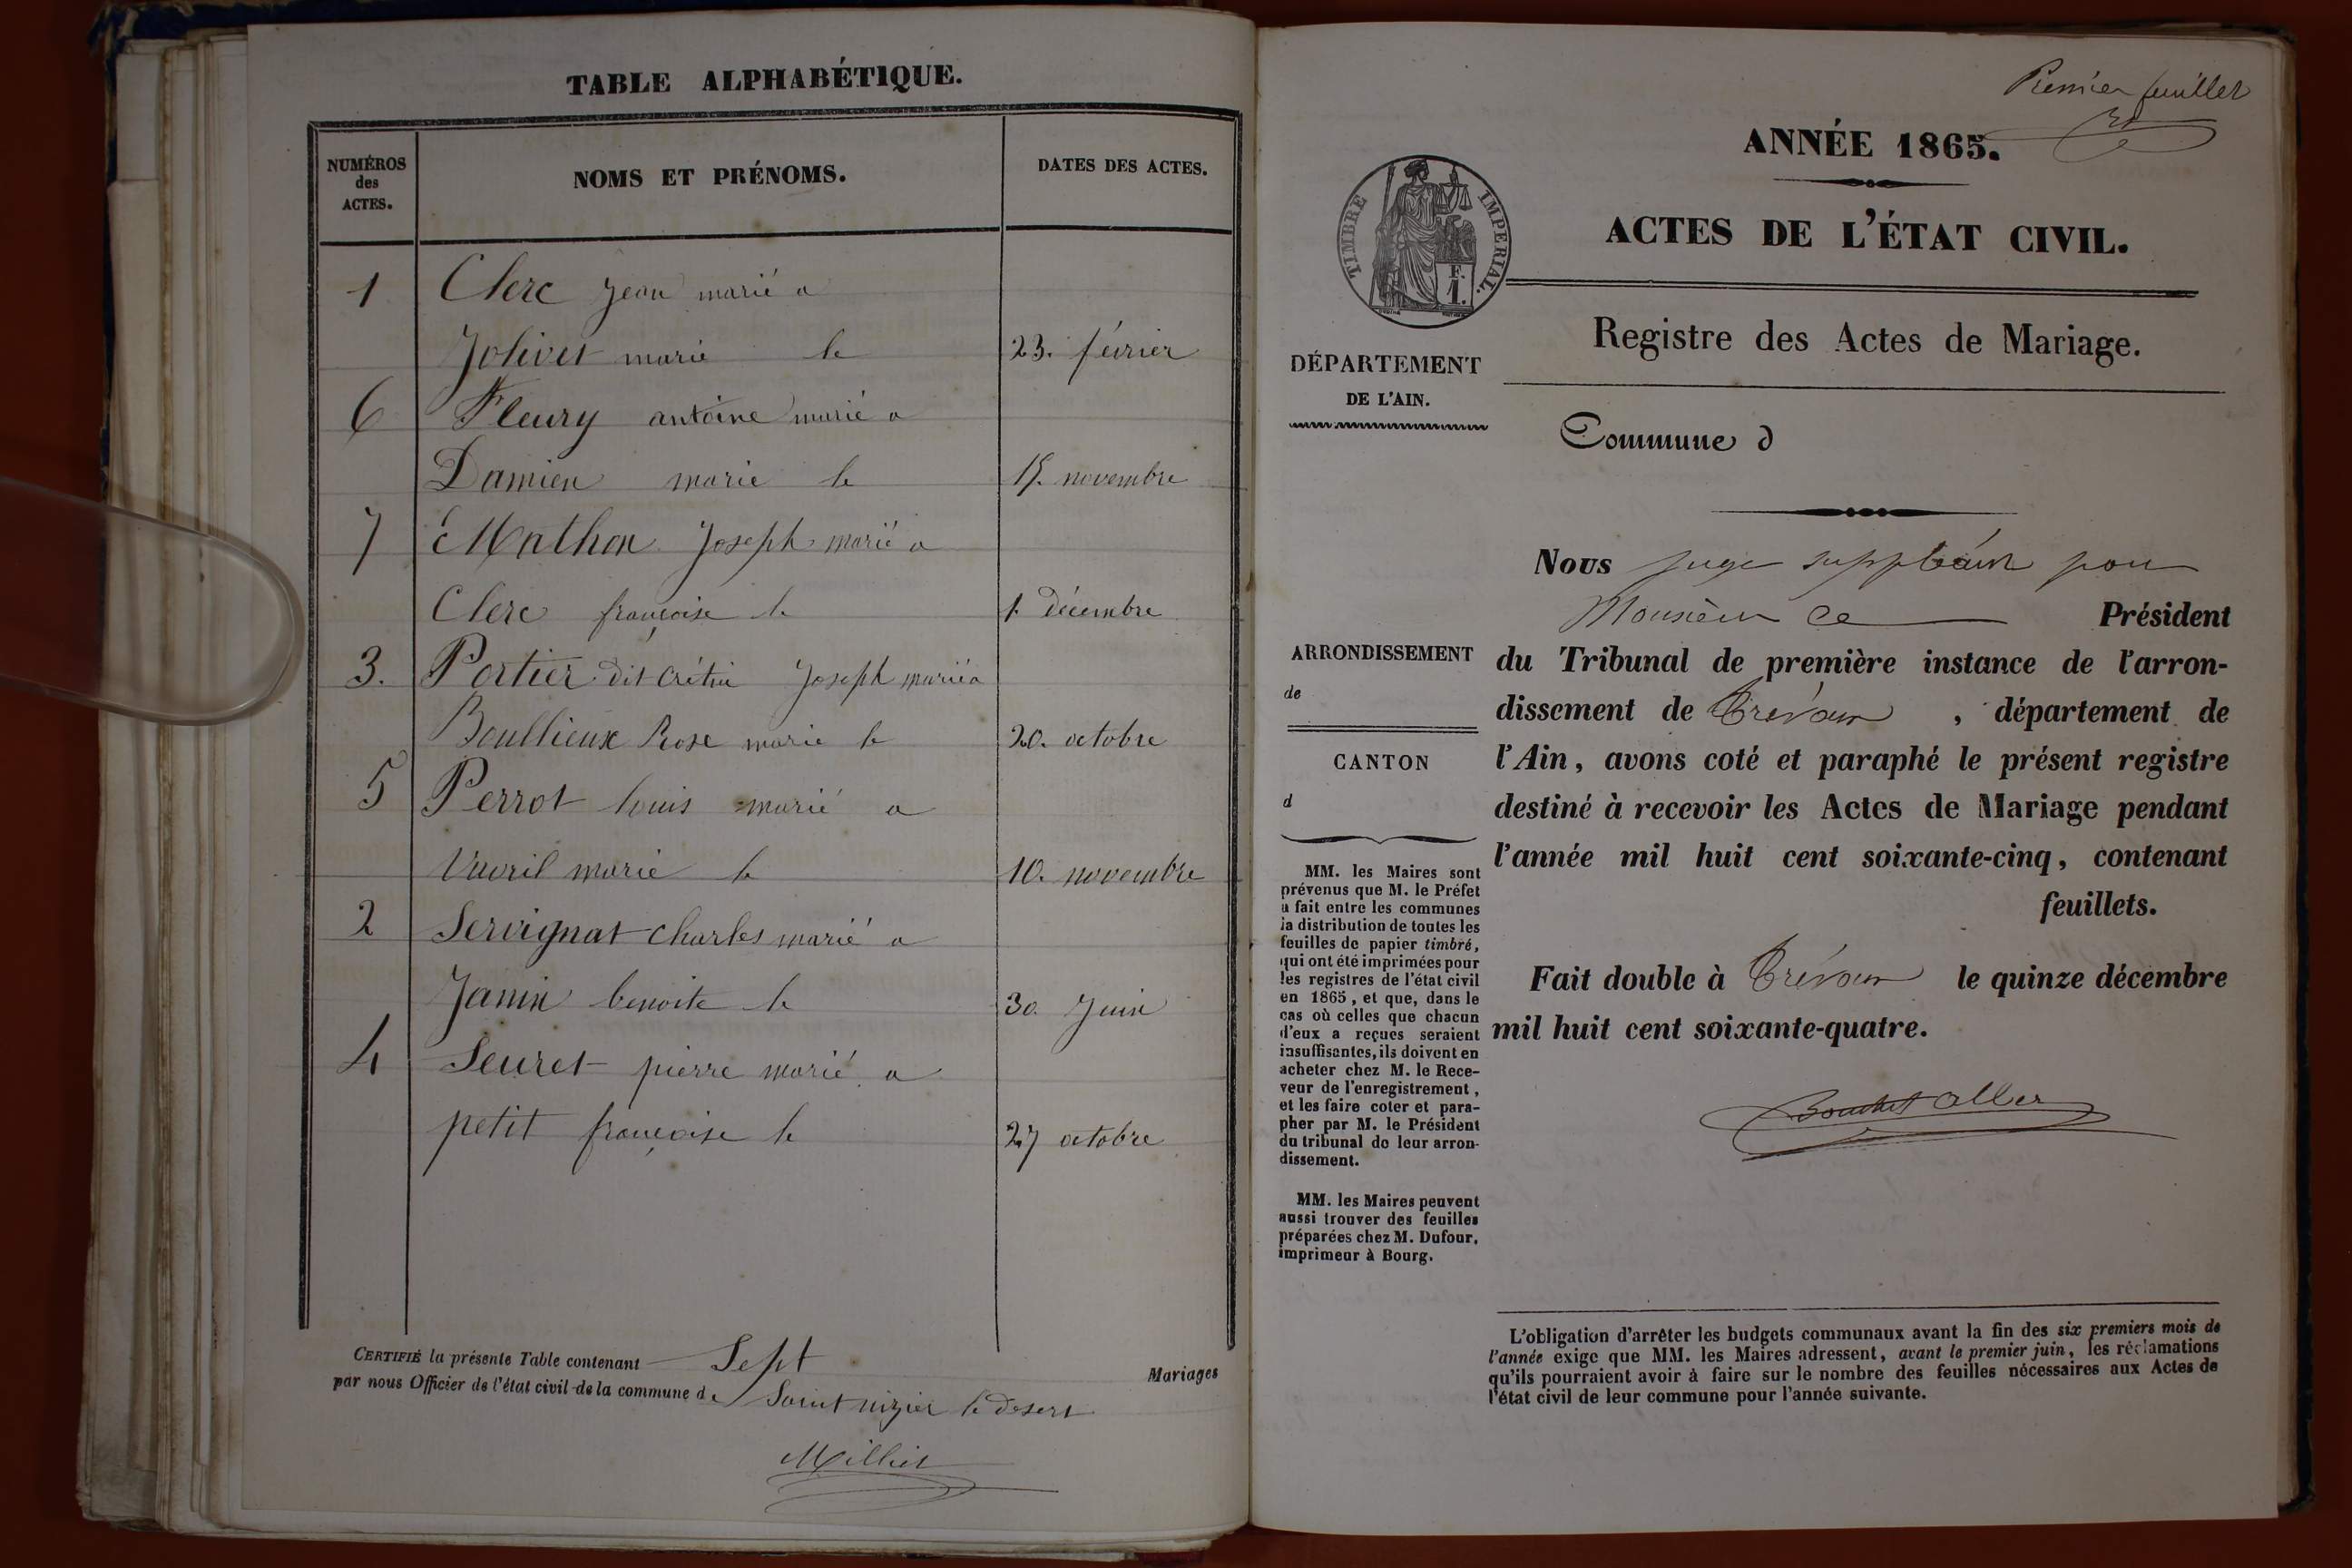 TABLE ALPHABÉTIQUE.
NUMÉROS
des
ACTES.
NOMS ET PRÉNOMS.
DATES DES ACTES.
1 Clerc Jean marié a
Jolivet marie le 23. février
6 Fleury antoine marié a
Damien marie le novembre
7 Mathon Joseph marié a
Clerc françoise le 1. décembre
3. Portier dit crétin Joseph marié a
Boullieux Rose marie le 20. octobre
5 Perrot louis marié a
Vuvril marie le 10. novembre
2 Servignat Charles marié a
Janin benoite le 30. Juin
4 Seuret pierre marié a
petit françoise le 27 octobre
CERTIFIÉ la présente Table contenant Sept Mariages
par nous Officier de l'état civil de la commune de Saint nizier le desert
Milliet
Premier feuillet
ANNÉE 1865.
TIMBRE IMPERIAL.
F.
1.
ACTES DE L'ÉTAT CIVIL.
Registre des Actes de Mariage.
DÉPARTEMENT
DE L'AIN.
Commune d
Nous juge suppléant pour
Monsieur le Président
du Tribunal de première instance de l'arron-
dissement de Trévoux, département de
l'Ain, avons coté et paraphé le présent registre
destiné à recevoir les Actes de Mariage pendant
l'année mil huit cent soixante-cinq, contenant
feuillets.
Fait double à Trévoux le quinze décembre
mil huit cent soixante-quatre.
ARRONDISSEMENT
de
CANTON
d
MM. les Maires sont
prévenus que M. le Préfet
a fait entre les communes
la distribution de toutes les
feuilles de papier timbré,
qui ont été imprimées pour
les registres de l'état civil
en 1865, et que, dans le
cas où celles que chacun
d'eux a reçues seraient
insuffisantes, ils doivent en
acheter chez M. le Rece-
veur de l'enregistrement,
et les faire coter et para-
pher par M. le Président
du tribunal de leur arron-
dissement.
MM. les Maires peuvent
aussi trouver des feuilles
préparées chez M. Dufour,
imprimeur à Bourg.
L'obligation d'arrêter les budgets communaux avant la fin des six premiers mois de
l'année exige que MM. les Maires adressent, avant le premier juin, les réclamations
qu'ils pourraient avoir à faire sur le nombre des feuilles nécessaires aux Actes de
l'état civil de leur commune pour l'année suivante.